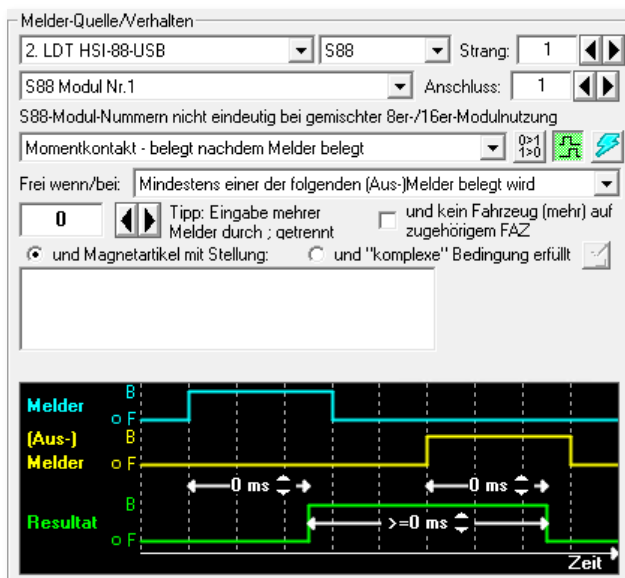 Melder-Quelle/Verhalten
2. LDT HSI-88-USB S88 Strang: 1
S88 Modul Nr.1 Anschluss: 1
S88-Modul-Nummern nicht eindeutig bei gemischter 8er-/16er-Modulnutzung
Momentkontakt - belegt nachdem Melder belegt 0>1
1>0
Frei wenn/bei: Mindestens einer der folgenden (Aus-)Melder belegt wird
0 Tipp: Eingabe mehrer
Melder durch ; getrennt
und kein Fahrzeug (mehr) auf
zugehörigem FAZ
und Magnetartikel mit Stellung: und "komplexe" Bedingung erfüllt
B
Melder o F
(Aus-) B
Melder o F
0 ms 0 ms
B
Resultat >=0 ms
o F
Zeit